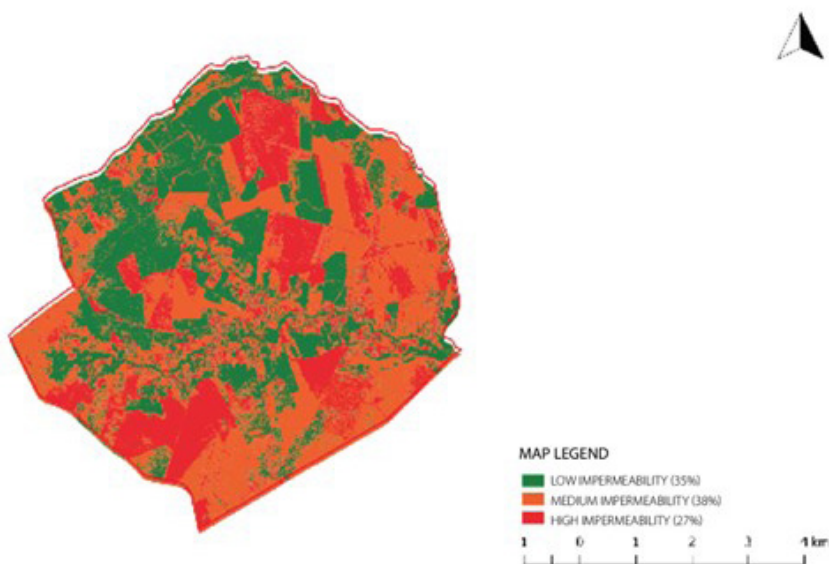 MAP LEGEND
LOW IMPERMEABILITY (35%)
MEDIUM IMPERMEABILITY (38%)
HIGH IMPERMEABILITY (27%)
1 0 1 2 3 4 km